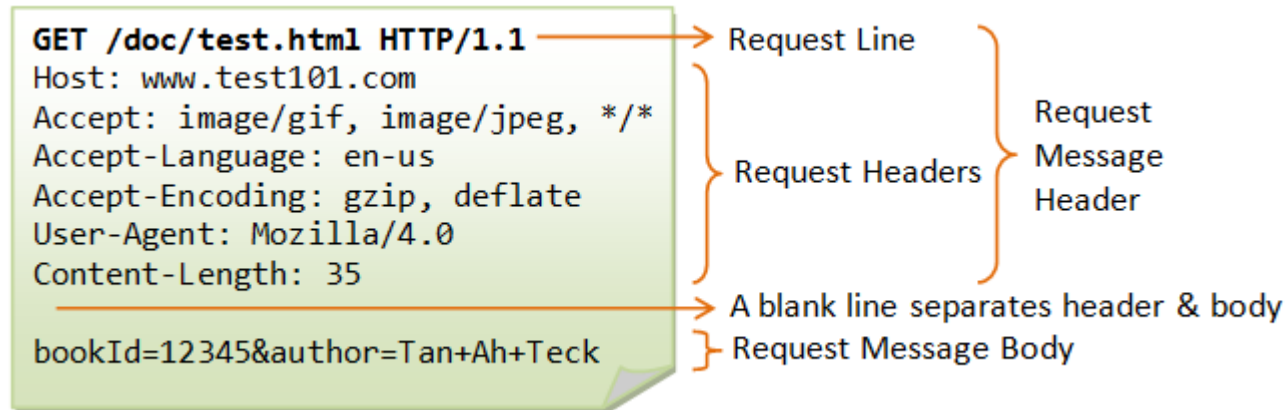 GET /doc/test.html HTTP/1.1
Request Line
Host: www.test101.com
Accept: image/gif, image/jpeg, */*
Accept-Language: en-us
Accept-Encoding: gzip, deflate
User-Agent: Mozilla/4.0
Content-Length: 35
Request Headers
Request
Message
Header
A blank line separates header & body
bookId=12345&author=Tan+Ah+Teck
Request Message Body